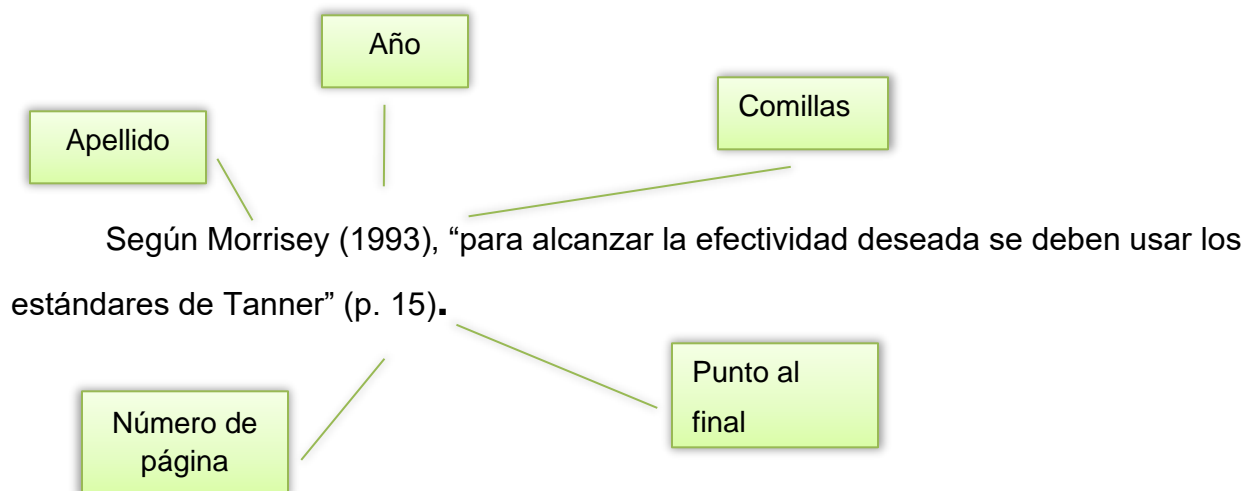 Año
Comillas
Apellido
Según Morrisey (1993), “para alcanzar la efectividad deseada se deben usar los
estándares de Tanner” (p. 15).
Punto al
final
Número de
página